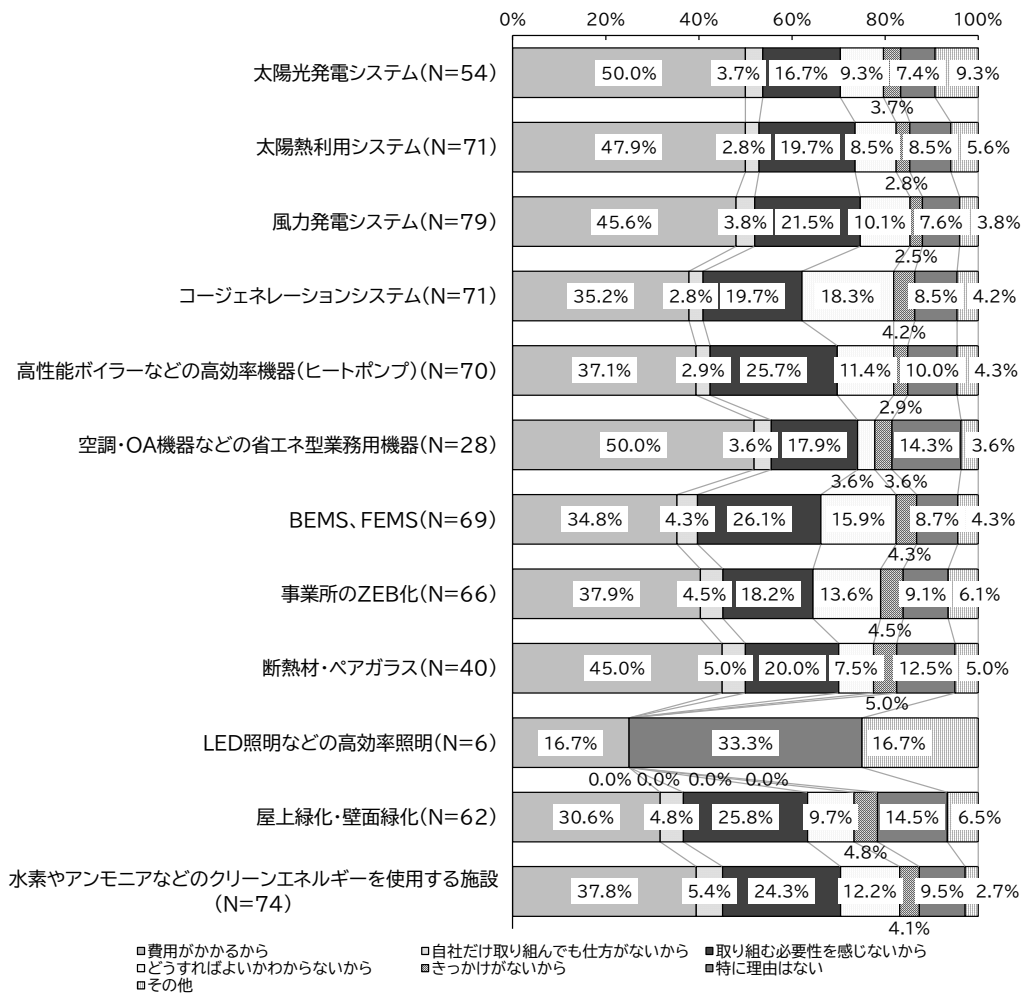 0% 20% 40% 60% 80% 100%
太陽光発電システム(N=54) 50.0% 3.7% 16.7% 9.3% 7.4% 9.3%
3.7%
太陽熱利用システム(N=71) 47.9% 2.8% 19.7% 8.5% 8.5% 5.6%
2.8%
風力発電システム(N=79) 45.6% 3.8% 21.5% 10.1% 7.6% 3.8%
2.5%
コージェネレーションシステム(N=71) 35.2% 2.8% 19.7% 18.3% 8.5% 4.2%
4.2%
高性能ボイラーなどの高効率機器(ヒートポンプ)(N=70) 37.1% 2.9% 25.7% 11.4% 10.0% 4.3%
2.9%
空調・OA機器などの省エネ型業務用機器(N=28) 50.0% 3.6% 17.9% 14.3% 3.6%
3.6% 3.6%
BEMS、FEMS(N=69) 34.8% 4.3% 26.1% 15.9% 8.7% 4.3%
4.3%
事業所のZEB化(N=66) 37.9% 4.5% 18.2% 13.6% 9.1% 6.1%
4.5%
断熱材・ペアガラス(N=40) 45.0% 5.0% 20.0% 7.5% 12.5% 5.0%
5.0%
LED照明などの高効率照明(N=6) 16.7% 33.3% 16.7%
0.0% 0.0% 0.0% 0.0%
屋上緑化・壁面緑化(N=62) 30.6% 4.8% 25.8% 9.7% 14.5% 6.5%
4.8%
水素やアンモニアなどのクリーンエネルギーを使用する施設
(N=74) 37.8% 5.4% 24.3% 12.2% 9.5% 2.7%
4.1%
費用がかかるから 自社だけ取り組んでも仕方がないから 取り組む必要性を感じないから
どうすればよいかわからないから きっかけがないから 特に理由はない
その他